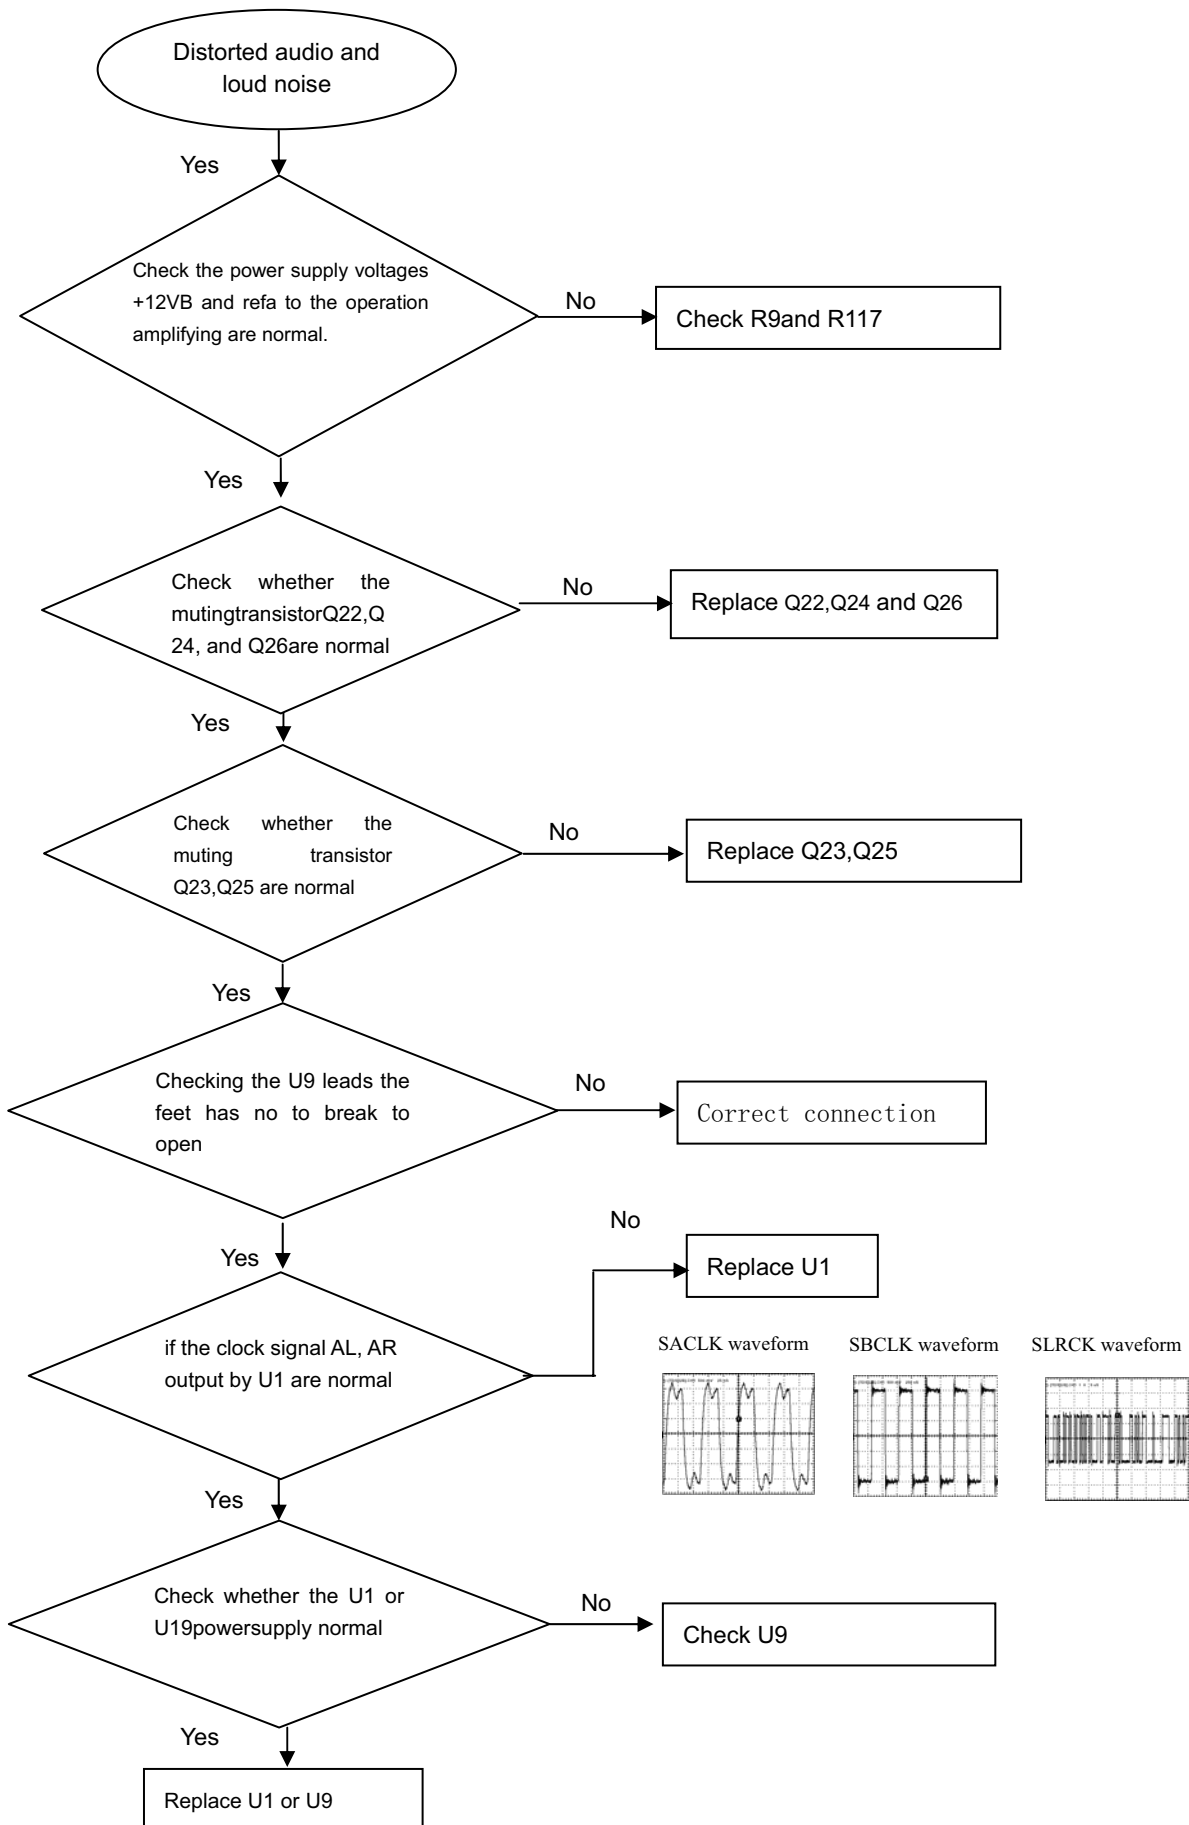 Distorted audio and
loud noise
Yes
Check the power supply voltages
+12VB and refa to the operation
amplifying are normal.
No
Check R9and R117
Yes
Check whether the
mutingtransistorQ22,Q
24, and Q26are normal
No
Replace Q22,Q24 and Q26
Yes
Check whether the
muting transistor
Q23,Q25 are normal
No
Replace Q23,Q25
Yes
Checking the U9 leads the
feet has no to break to
open
No
Correct connection
Yes
No
Replace U1
if the clock signal AL, AR
output by U1 are normal
SACLK waveform
SBCLK waveform
SLRCK waveform
Yes
Check whether the U1 or
U19powersupply normal
No
Check U9
Yes
Replace U1 or U9